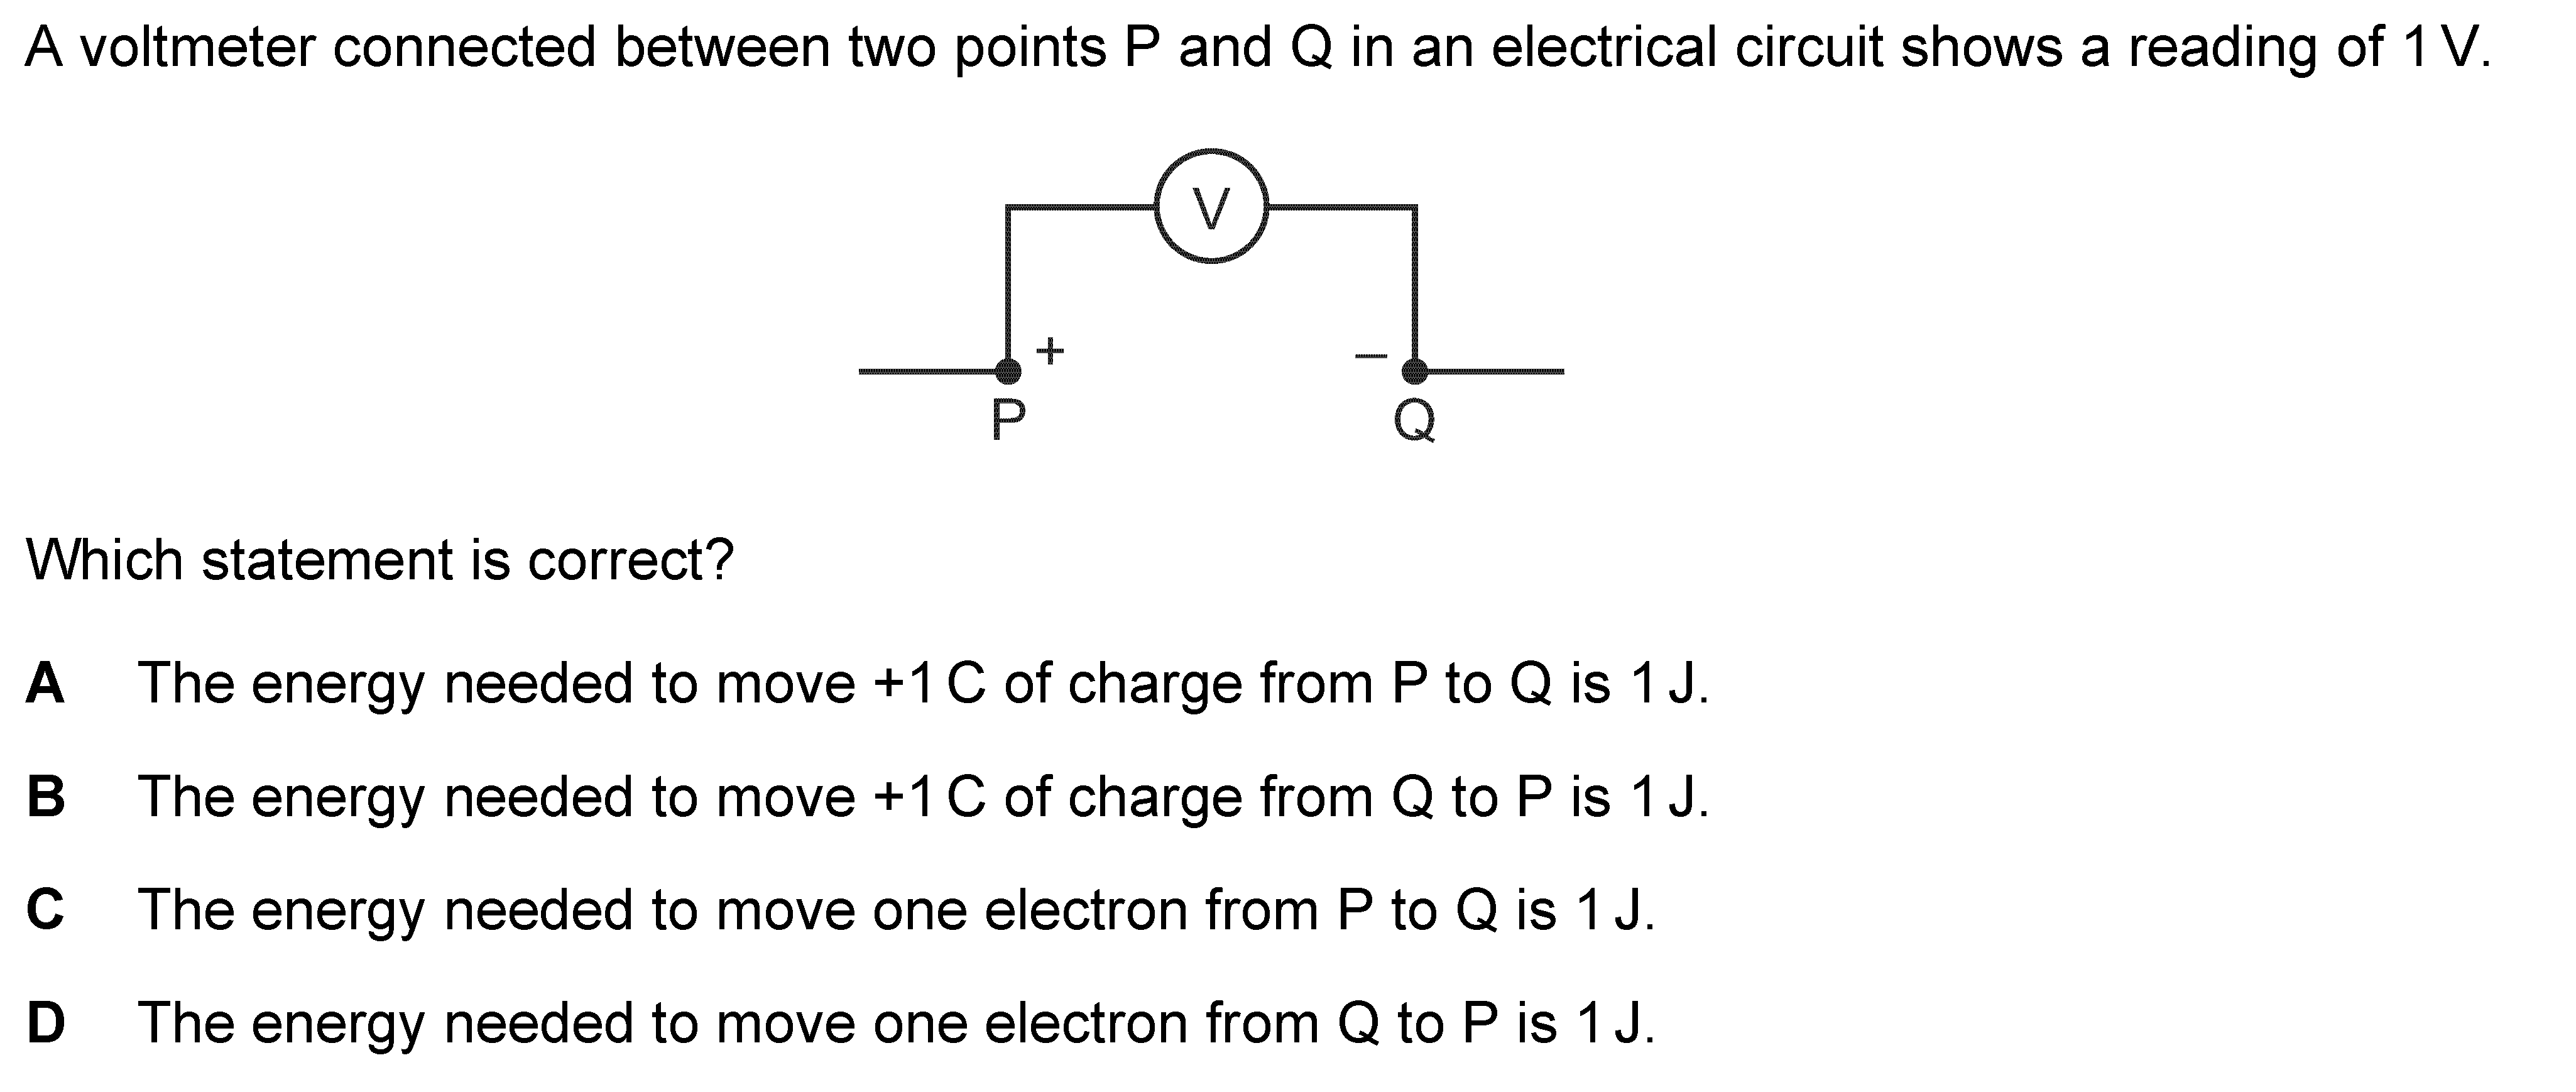 A voltmeter connected between two points P and Q in an electrical circuit shows a reading of 1 V.
V
+ −
P Q
Which statement is correct?
A The energy needed to move +1 C of charge from P to Q is 1 J.
B The energy needed to move +1 C of charge from Q to P is 1 J.
C The energy needed to move one electron from P to Q is 1 J.
D The energy needed to move one electron from Q to P is 1 J.